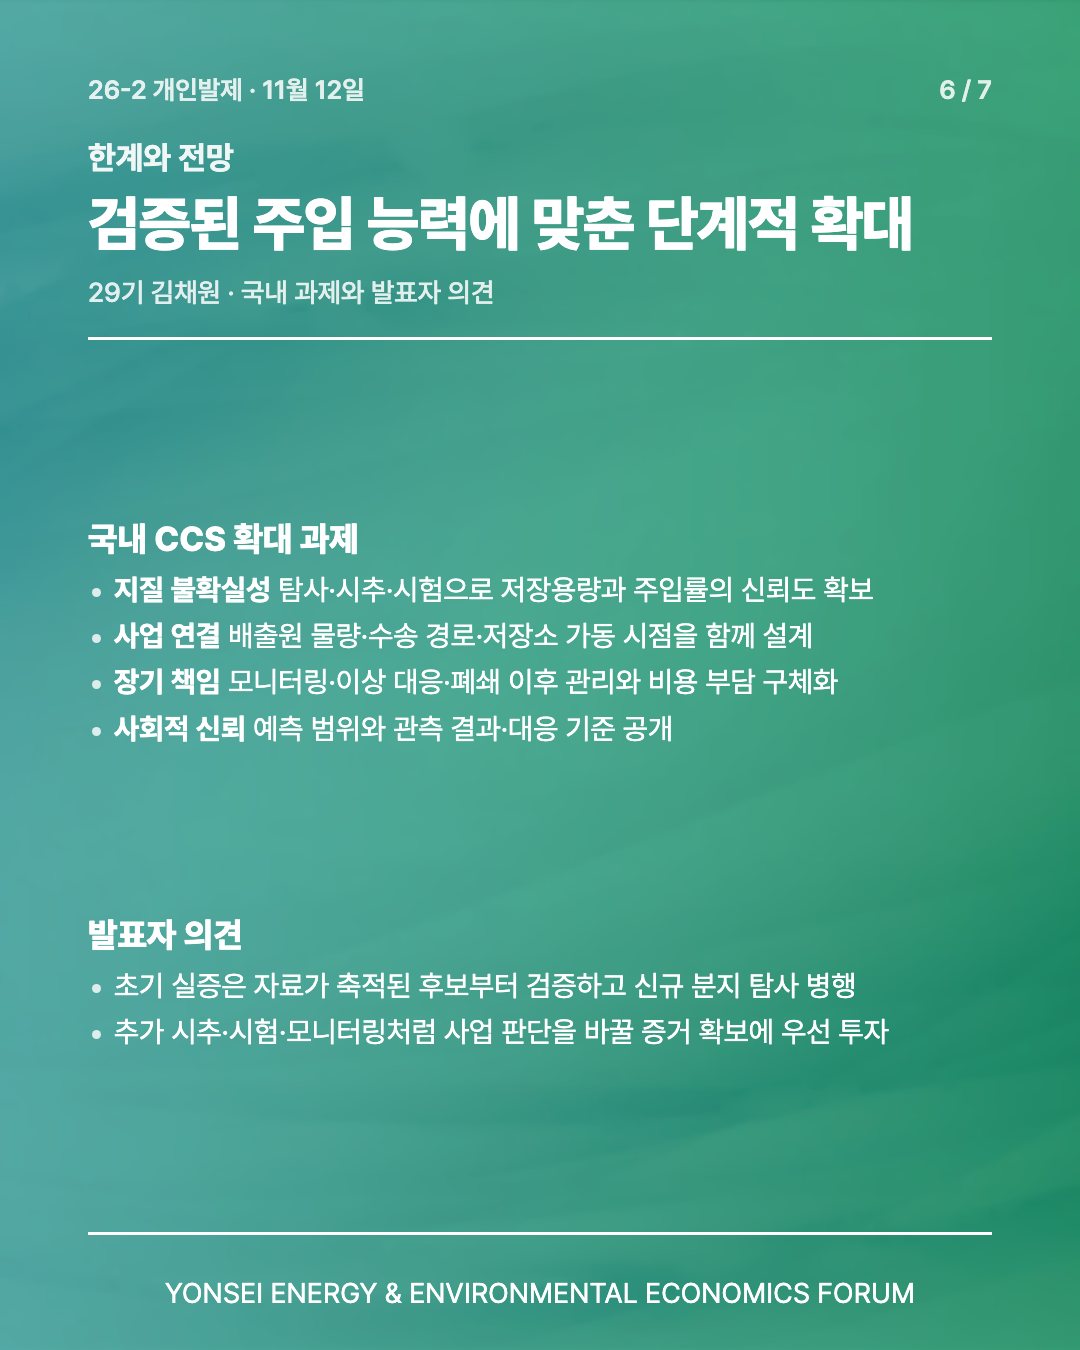 26-2 개인발제 · 11월 12일
6 / 7
한계와 전망
검증된 주입 능력에 맞춘 단계적 확대
29기 김채원 · 국내 과제와 발표자 의견
국내 CCS 확대 과제
• 지질 불확실성 탐사·시추·시험으로 저장용량과 주입률의 신뢰도 확보
• 사업 연결 배출원 물량·수송 경로·저장소 가동 시점을 함께 설계
• 장기 책임 모니터링·이상 대응·폐쇄 이후 관리와 비용 부담 구체화
• 사회적 신뢰 예측 범위와 관측 결과·대응 기준 공개
발표자 의견
• 초기 실증은 자료가 축적된 후보부터 검증하고 신규 분지 탐사 병행
• 추가 시추·시험·모니터링처럼 사업 판단을 바꿀 증거 확보에 우선 투자
YONSEI ENERGY & ENVIRONMENTAL ECONOMICS FORUM